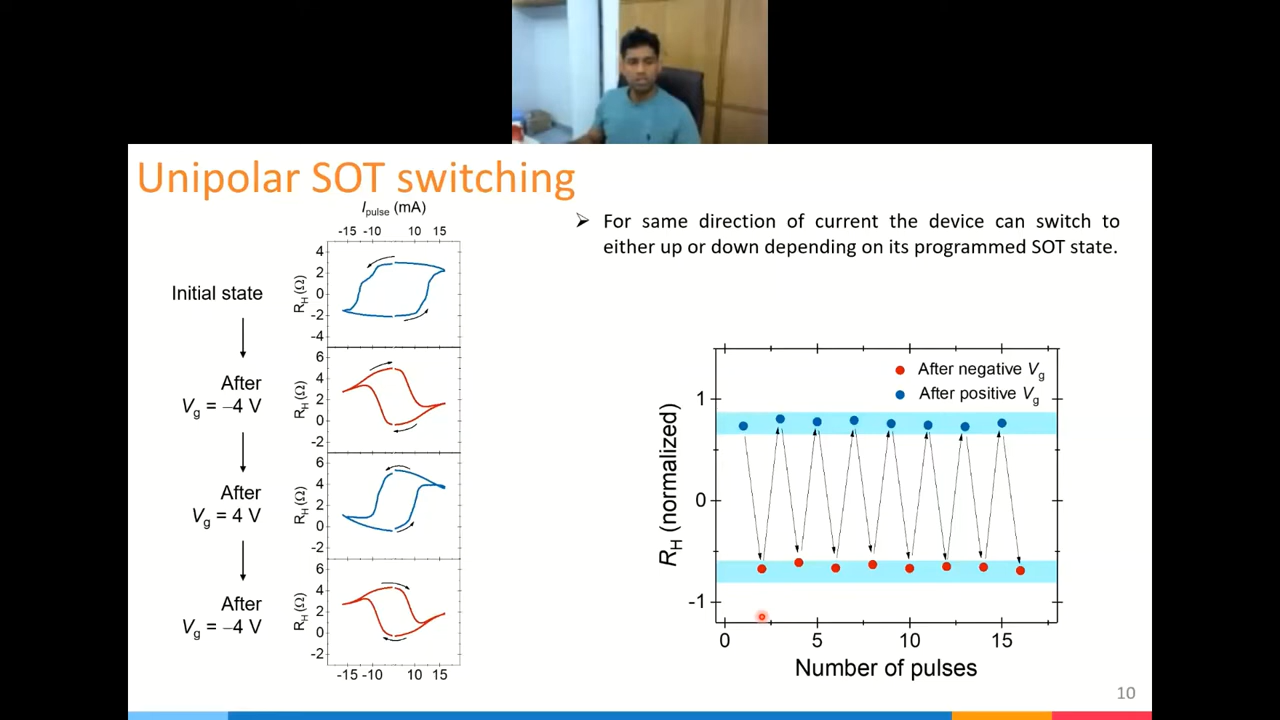 Unipolar SOT switching
I pulse (mA)
-15 -10 10 15
➢ For same direction of current the device can switch to
either up or down depending on its programmed SOT state.
Initial state
R_H (Ω)
4
2
0
-2
-4
After
V_g = −4 V
R_H (Ω)
6
4
2
0
-2
After
V_g = 4 V
R_H (Ω)
6
4
2
0
-2
After
V_g = −4 V
R_H (Ω)
6
4
2
0
-2
-15 -10 10 15
After negative V_g
After positive V_g
R_H (normalized)
1
0
-1
0 5 10 15
Number of pulses
10